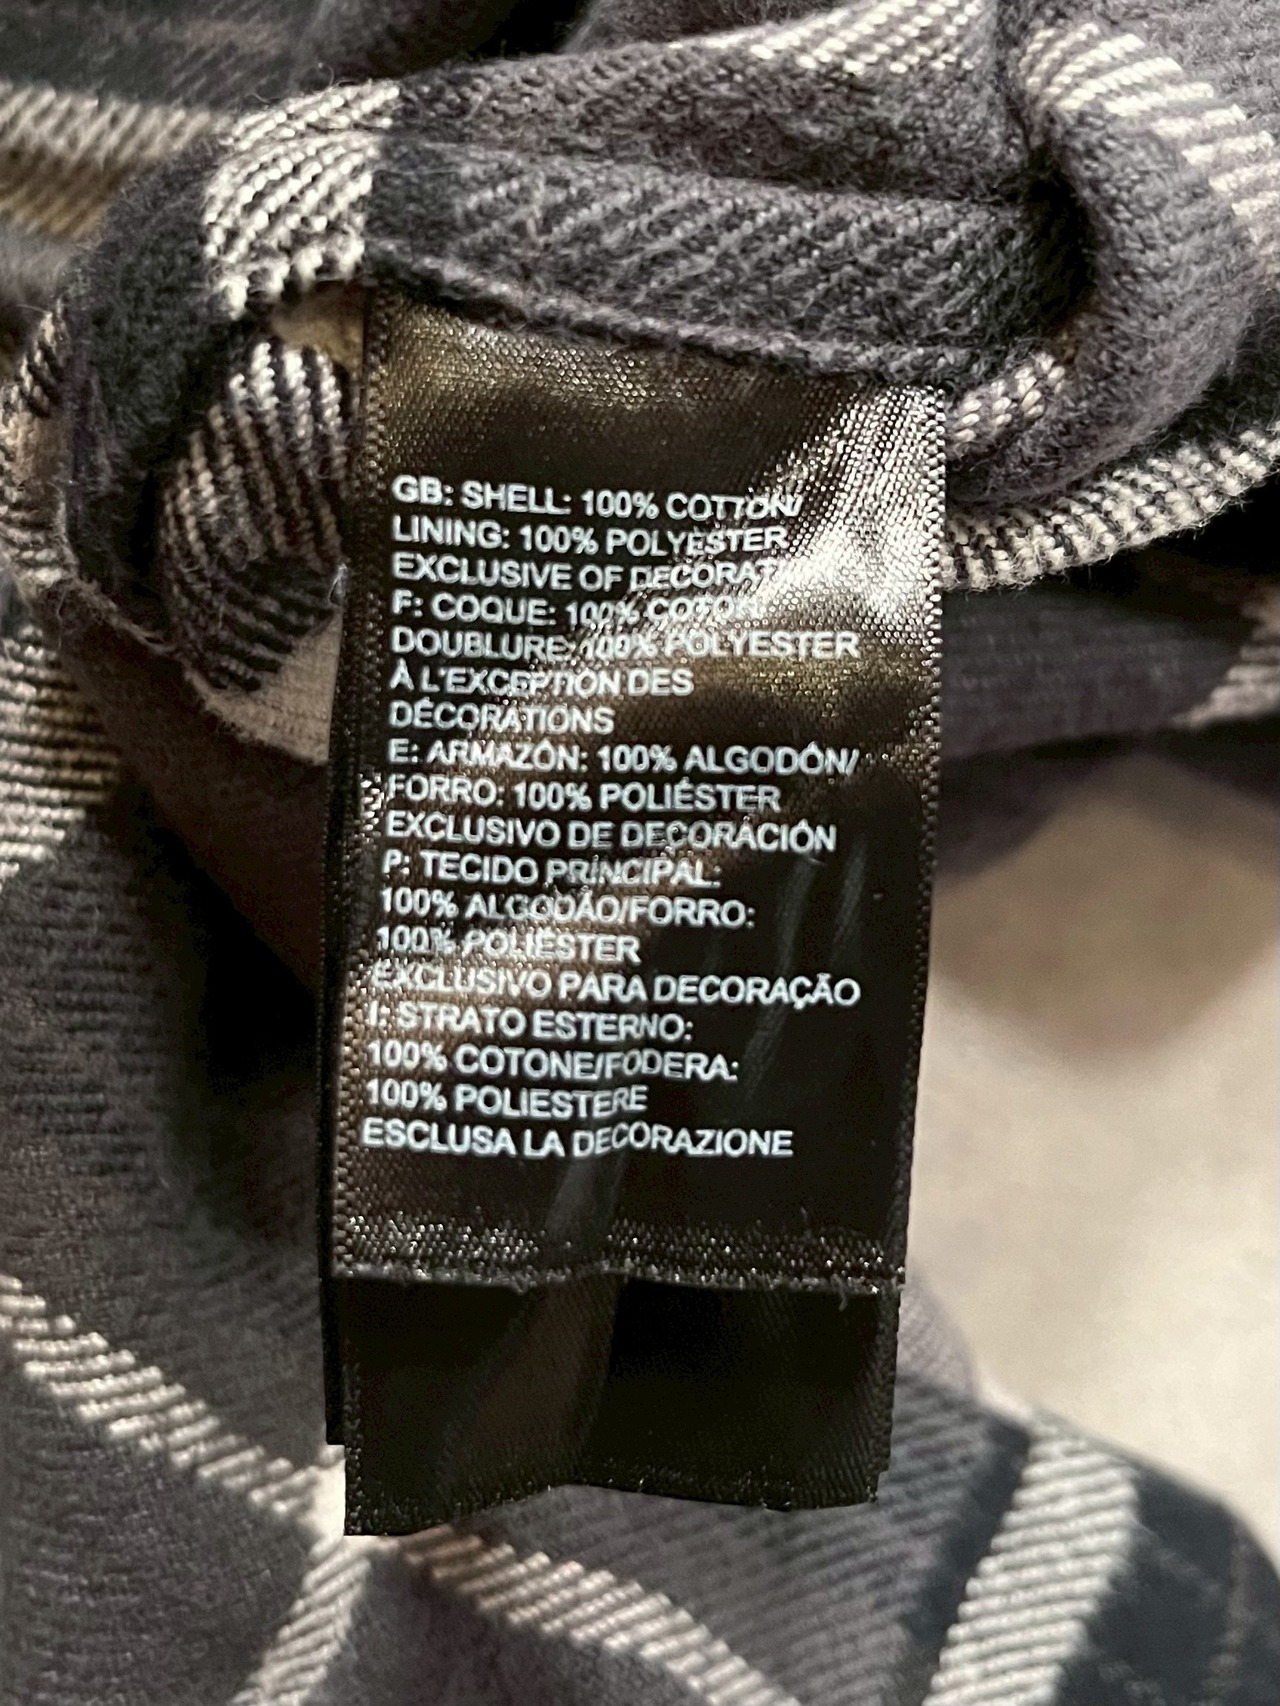 GB: SHELL: 100% COTTON/
LINING: 100% POLYESTER
EXCLUSIVE OF
F: COQUE: 100% COTON/
DOUBLURE: 100% POLYESTER
À L'EXCEPTION DES
DÉCORATIONS
E: ARMAZÓN: 100% ALGODÓN/
FORRO: 100% POLIÉSTER
EXCLUSIVO DE DECORACIÓN
P: TECIDO PRINCIPAL:
100% ALGODÃO/FORRO:
100% POLIÉSTER
EXCLUSIVO PARA DECORAÇÃO
I: STRATO ESTERNO:
100% COTONE/FODERA:
100% POLIESTERE
ESCLUSA LA DECORAZIONE